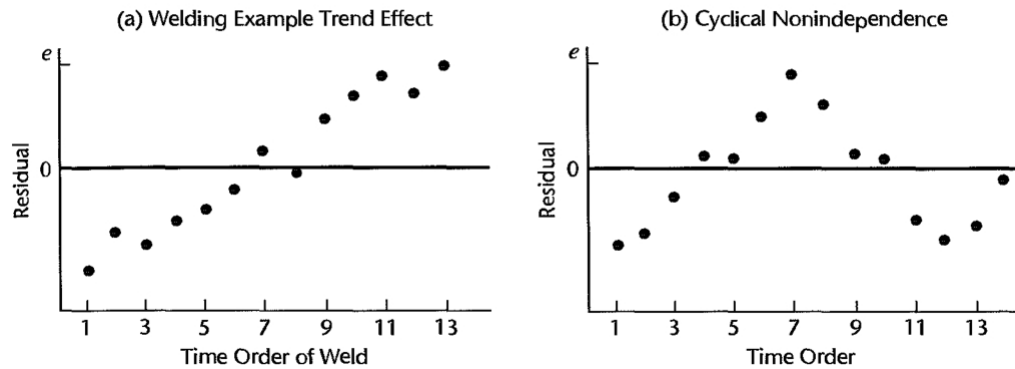 (a) Welding Example Trend Effect
e
0
Residual
1 3 5 7 9 11 13
Time Order of Weld
(b) Cyclical Nonindependence
e
0
Residual
1 3 5 7 9 11 13
Time Order